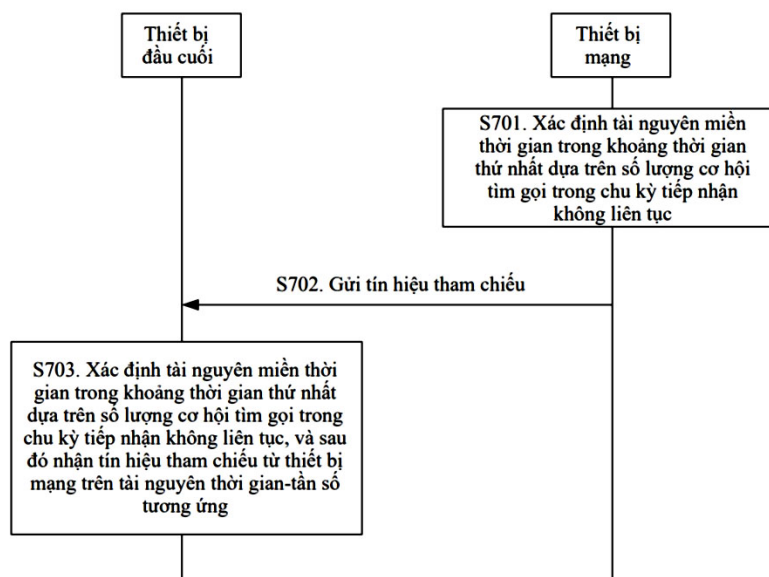 Thiết bị
đầu cuối
Thiết bị
mạng
S701. Xác định tài nguyên miền
thời gian trong khoảng thời gian
thứ nhất dựa trên số lượng cơ hội
tìm gọi trong chu kỳ tiếp nhận
không liên tục
S702. Gửi tín hiệu tham chiếu
S703. Xác định tài nguyên miền thời
gian trong khoảng thời gian thứ nhất
dựa trên số lượng cơ hội tìm gọi trong
chu kỳ tiếp nhận không liên tục, và sau
đó nhận tín hiệu tham chiếu từ thiết bị
mạng trên tài nguyên thời gian-tần số
tương ứng